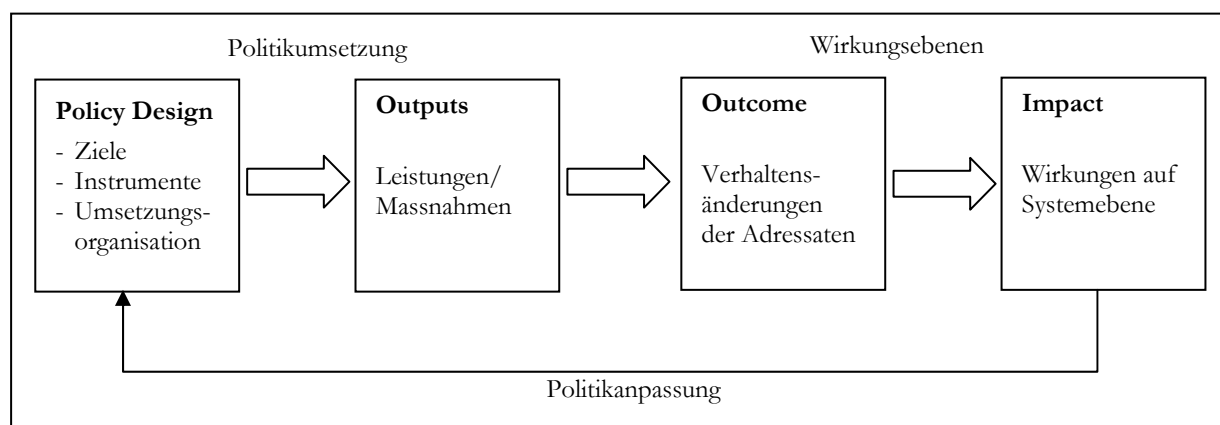 Politikumsetzung
Wirkungsebenen
Policy Design
- Ziele
- Instrumente
- Umsetzungs-
organisation
Outputs
Leistungen/
Massnahmen
Outcome
Verhaltens-
änderungen
der Adressaten
Impact
Wirkungen auf
Systemebene
Politikanpassung